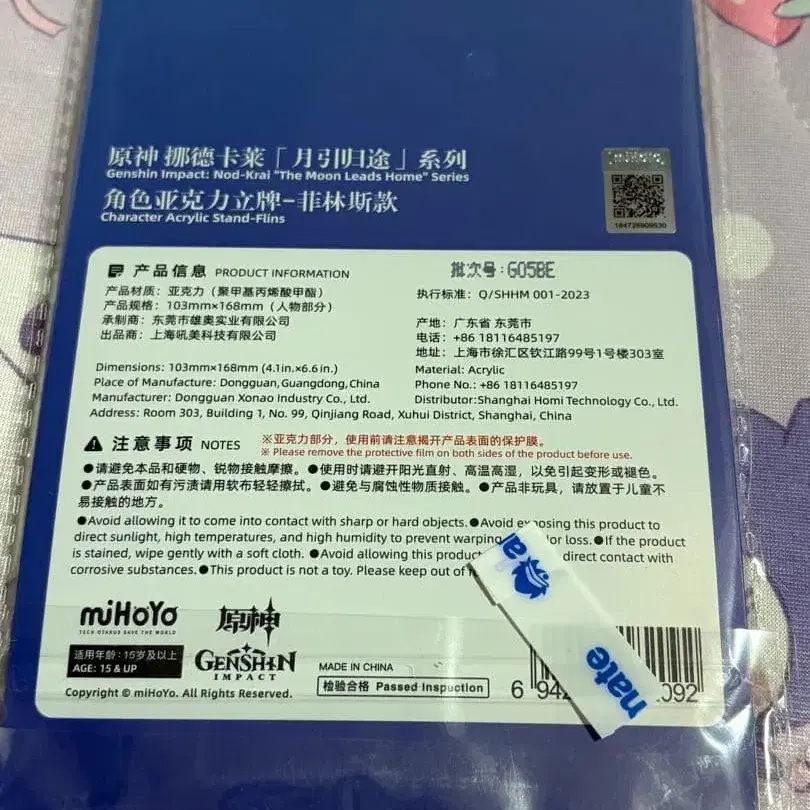 原神 挪德卡莱「月引归途」系列
Genshin Impact: Nod-Krai "The Moon Leads Home" Series
角色亚克力立牌-菲林斯款
Character Acrylic Stand-Flins
miHoYo
产品信息 PRODUCT INFORMATION
批次号:G05BE
产品材质：亚克力（聚甲基丙烯酸甲酯）
产品规格：103mm×168mm（人物部分）
承制商：东莞市雄奥实业有限公司
出品商：上海吼美科技有限公司
执行标准：Q/SHHM 001-2023
产地：广东省 东莞市
电话：+86 18116485197
地址：上海市徐汇区钦江路99号1号楼303室
Dimensions: 103mm×168mm (4.1in.×6.6in.)
Material: Acrylic
Place of Manufacture: Dongguan,Guangdong,China
Phone No.: +86 18116485197
Manufacturer: Dongguan Xonao Industry Co., Ltd.
Distributor:Shanghai Homi Technology Co., Ltd.
Address: Room 303, Building 1, No. 99, Qinjiang Road, Xuhui District, Shanghai, China
注意事项 NOTES
※亚克力部分，使用前请注意揭开产品表面的保护膜。
※ Please remove the protective film on both sides of the product before use.
●请避免本品和硬物、锐物接触摩擦。●使用时请避开阳光直射、高温高湿，以免引起变形或褪色。
●产品表面如有污渍请用软布轻轻擦拭。●避免与腐蚀性物质接触。●产品非玩具，请放置于儿童不
易接触的地方。
●Avoid allowing it to come into contact with sharp or hard objects.●Avoid exposing this product to
direct sunlight, high temperatures, and high humidity to prevent warping or loss.●If the product
is stained, wipe gently with a soft cloth. ●Avoid allowing this direct contact with
corrosive substances.●This product is not a toy. Please keep out of
miHoYo
TECH OTAKUS SAVE THE WORLD
原神
GENSHIN
IMPACT
适用年龄：15岁及以上
AGE: 15 & UP
Copyright © miHoYo. All Rights Reserved.
MADE IN CHINA
检验合格 Passed Inspuction
6 94 092
al
nate